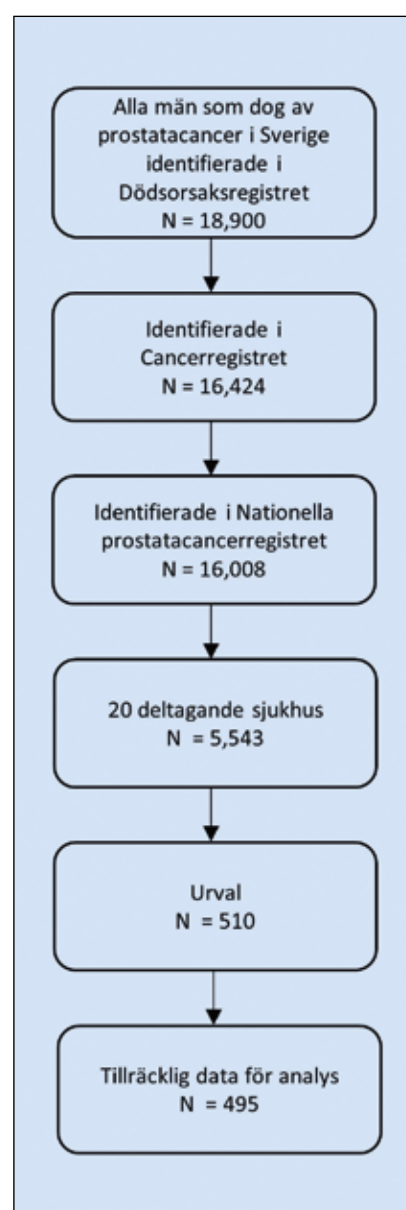 Alla män som dog av
prostatacancer i Sverige
identifierade i
Dödsorsaksregistret
N = 18,900
Identifierade i
Cancerregistret
N = 16,424
Identifierade i Nationella
prostatacancerregistret
N = 16,008
20 deltagande sjukhus
N = 5,543
Urval
N = 510
Tillräcklig data för analys
N = 495